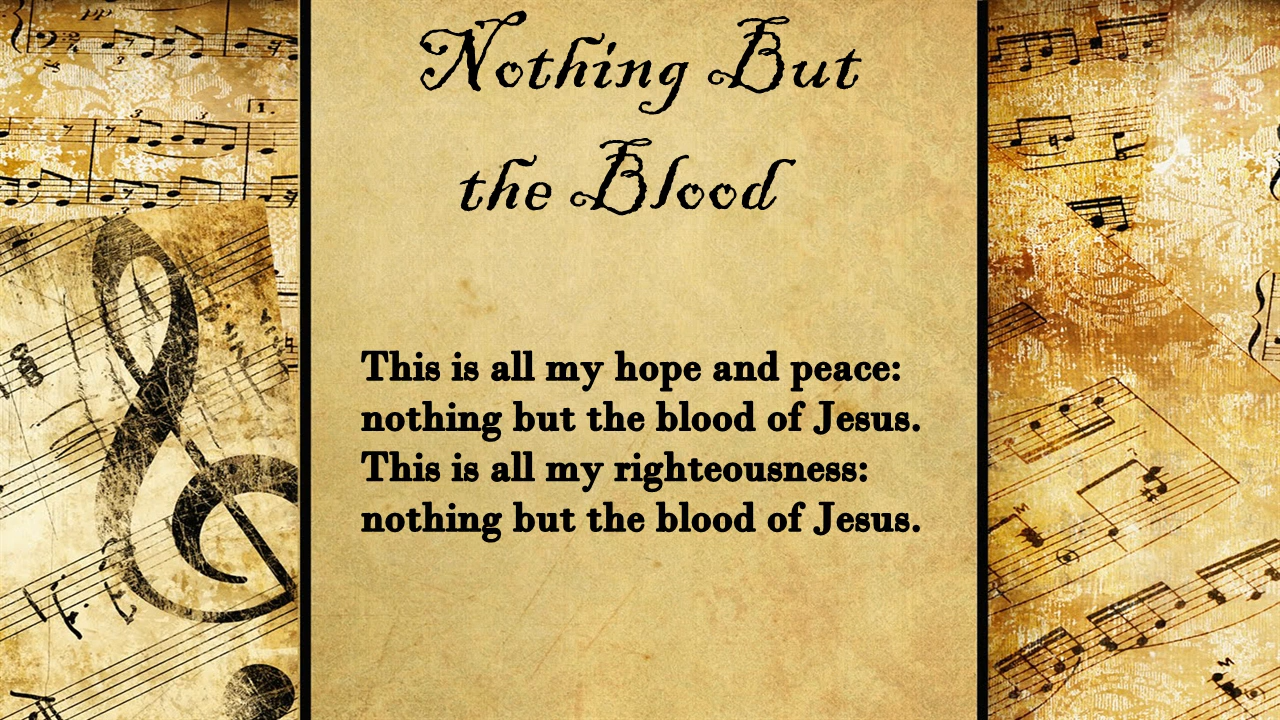 Nothing But
the Blood
This is all my hope and peace:
nothing but the blood of Jesus.
This is all my righteousness:
nothing but the blood of Jesus.